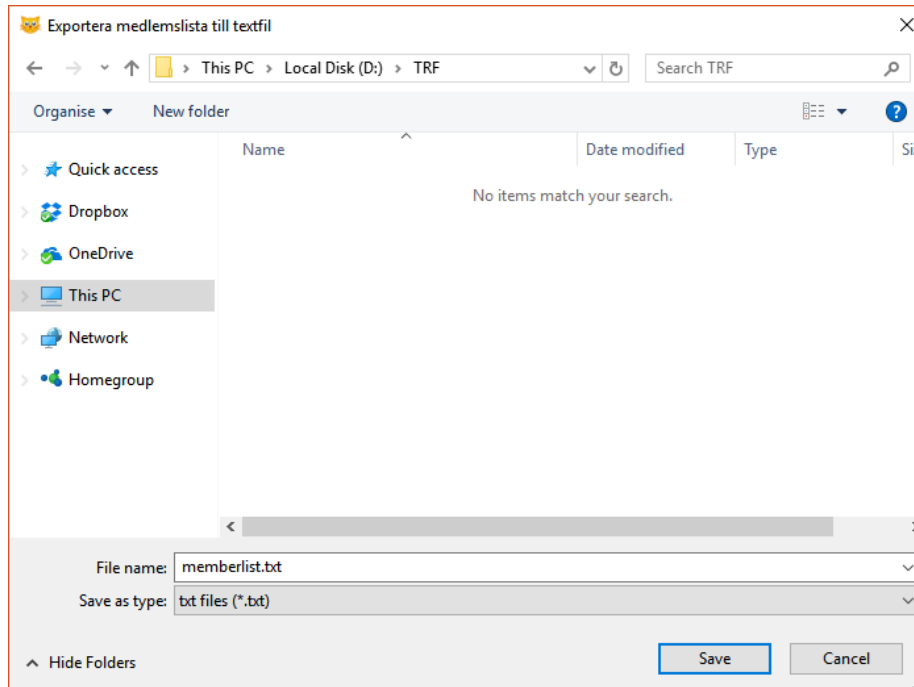 Exportera medlemslista till textfil
This PC > Local Disk (D:) > TRF
Search TRF
Organise
New folder
?
Name
Date modified
Type
Si
No items match your search.
Quick access
Dropbox
OneDrive
This PC
Network
Homegroup
File name: memberlist.txt
Save as type: txt files (*.txt)
Hide Folders
Save
Cancel